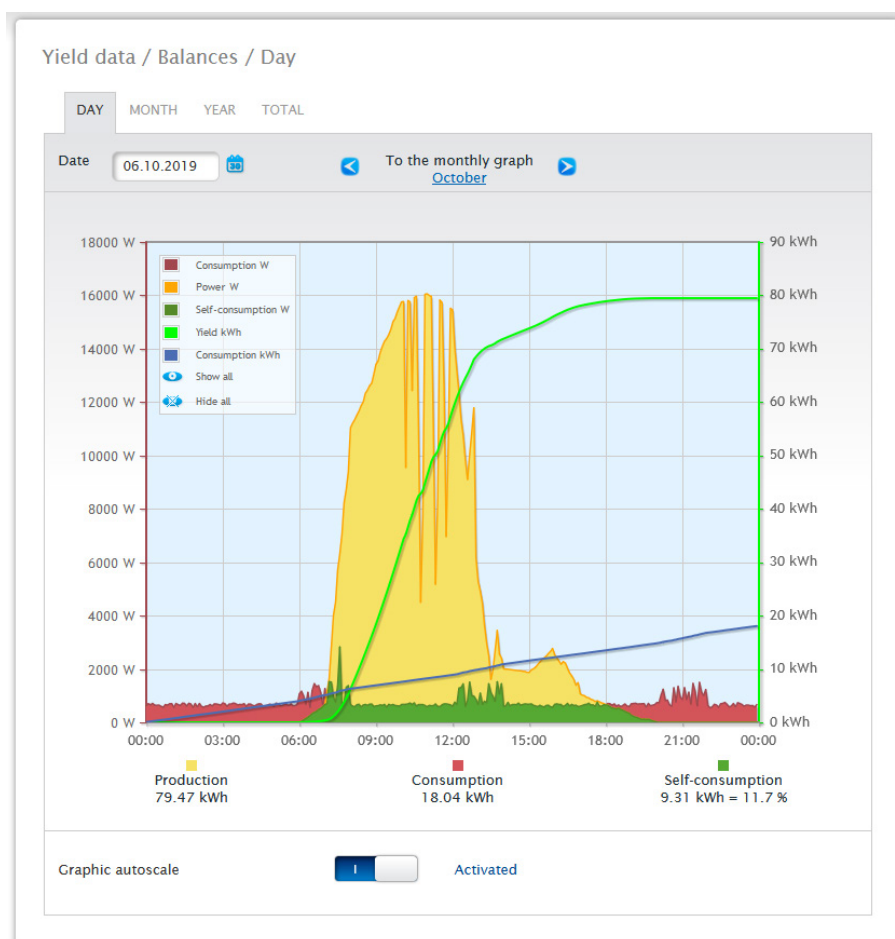 Yield data / Balances / Day
DAY MONTH YEAR TOTAL
Date 06.10.2019 30 To the monthly graph
October
18000 W 90 kWh
Consumption W
Power W
16000 W 80 kWh
Self-consumption W
Yield kWh
14000 W 70 kWh
Consumption kWh
Show all
12000 W 60 kWh
Hide all
10000 W 50 kWh
8000 W 40 kWh
6000 W 30 kWh
4000 W 20 kWh
2000 W 10 kWh
0 W 0 kWh
00:00 03:00 06:00 09:00 12:00 15:00 18:00 21:00 00:00
Production Consumption Self-consumption
79.47 kWh 18.04 kWh 9.31 kWh = 11.7 %
Graphic autoscale I Activated